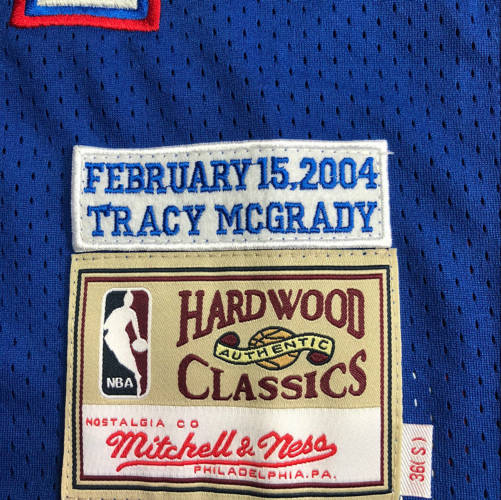 FEBRUARY 15, 2004
TRACY MCGRADY
HARDWOOD
AUTHENTIC
CLASSICS
NBA
NOSTALGIA CO
Mitchell & Ness
PHILADELPHIA. PA.
36(S)